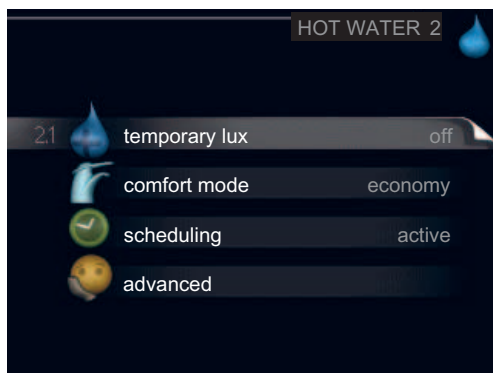 HOT WATER 2
2.1 temporary lux off
comfort mode economy
scheduling active
advanced